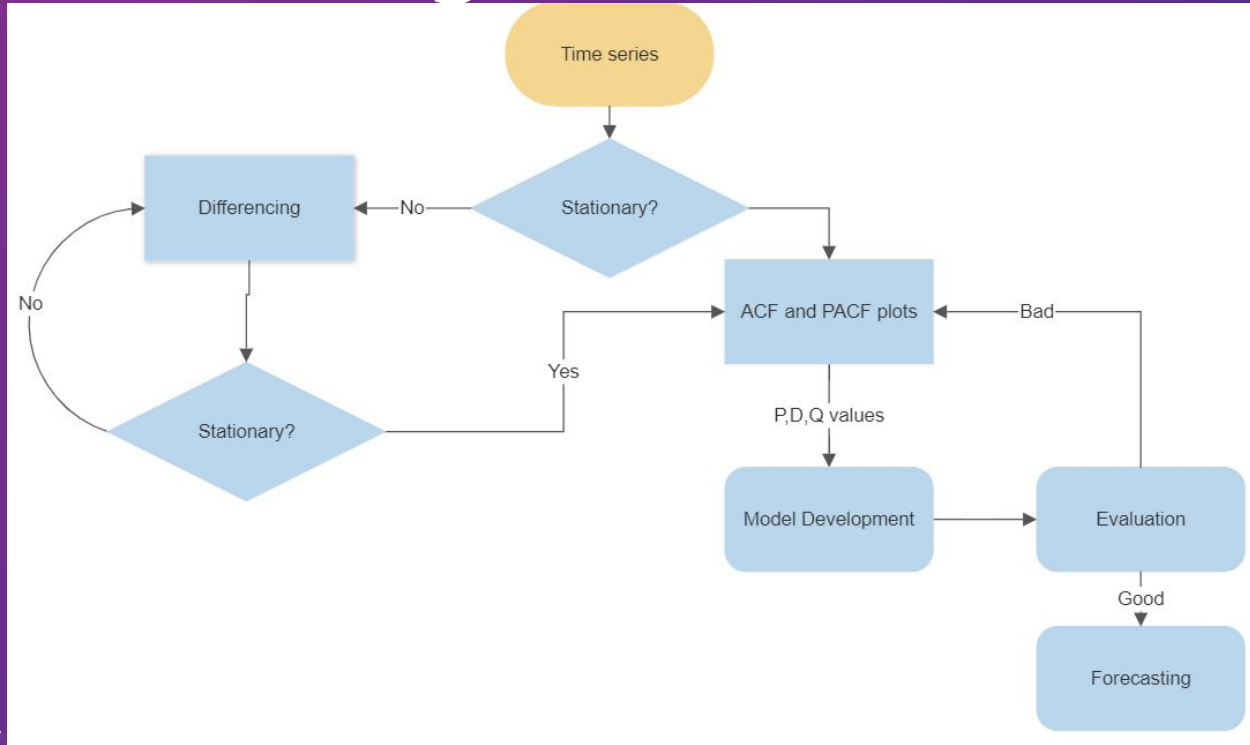 Time series
Differencing
No
Stationary?
No
ACF and PACF plots
Bad
Yes
P,D,Q values
Stationary?
Model Development
Evaluation
Good
Forecasting